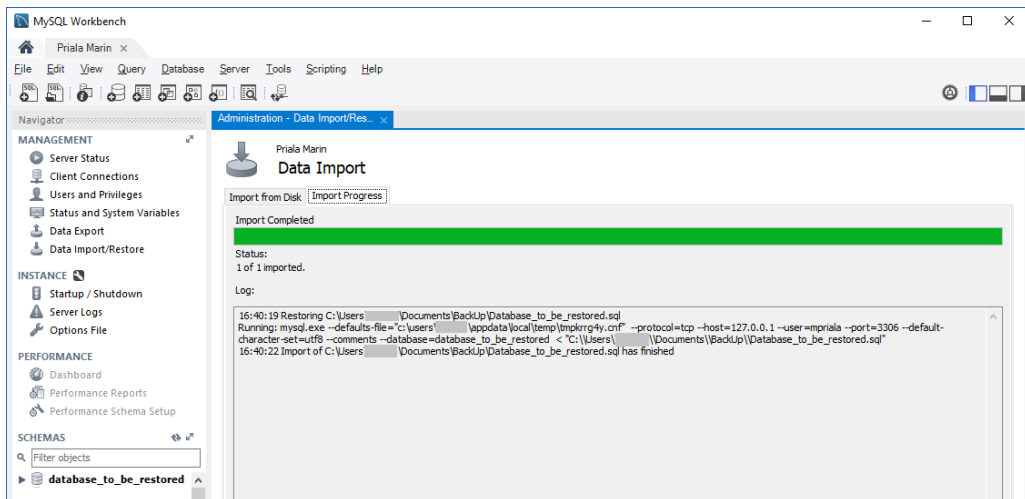 MySQL Workbench
Priala Marin
File Edit View Query Database Server Tools Scripting Help
Navigator
Administration - Data Import/Res...
MANAGEMENT
Server Status
Client Connections
Users and Privileges
Status and System Variables
Data Export
Data Import/Restore
INSTANCE
Startup / Shutdown
Server Logs
Options File
PERFORMANCE
Dashboard
Performance Reports
Performance Schema Setup
SCHEMAS
Filter objects
database_to_be_restored
Priala Marin
Data Import
Import from Disk Import Progress
Import Completed
Status:
1 of 1 imported.
Log:
16:40:19 Restoring C:\Users \Documents\BackUp\Database_to_be_restored.sql
Running: mysql.exe --defaults-file="c:\users\ \appdata\local\temp\tmpkrrg4y.cnf" --protocol=tcp --host=127.0.0.1 --user=mpriala --port=3306 --default-
character-set=utf8 --comments --database=database_to_be_restored < "C:\\Users\ \\Documents\\BackUp\\Database_to_be_restored.sql"
16:40:22 Import of C:\Users \Documents\BackUp\Database_to_be_restored.sql has finished